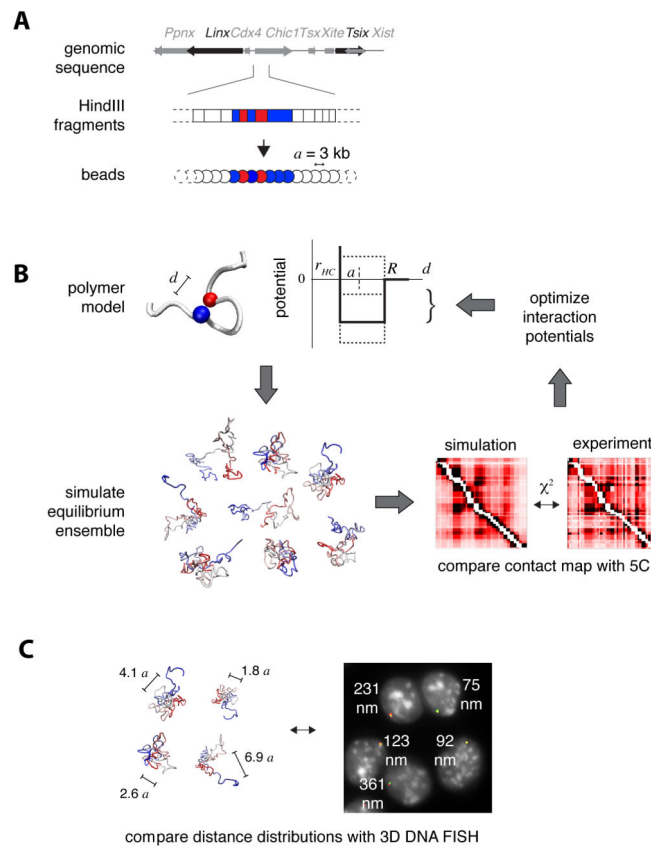 A
Ppnx Linx Cdx4 Chic1 Tsx Xite Tsix Xist
genomic
sequence
HindIII
fragments
a = 3 kb
beads
B
d
polymer
model
potential
0
r_HC a R d
}
optimize
interaction
potentials
simulate
equilibrium
ensemble
simulation experiment
χ²
compare contact map with 5C
C
4.1 a
1.8 a
2.6 a
6.9 a
231
nm
75
nm
123
nm
92
nm
361
nm
compare distance distributions with 3D DNA FISH